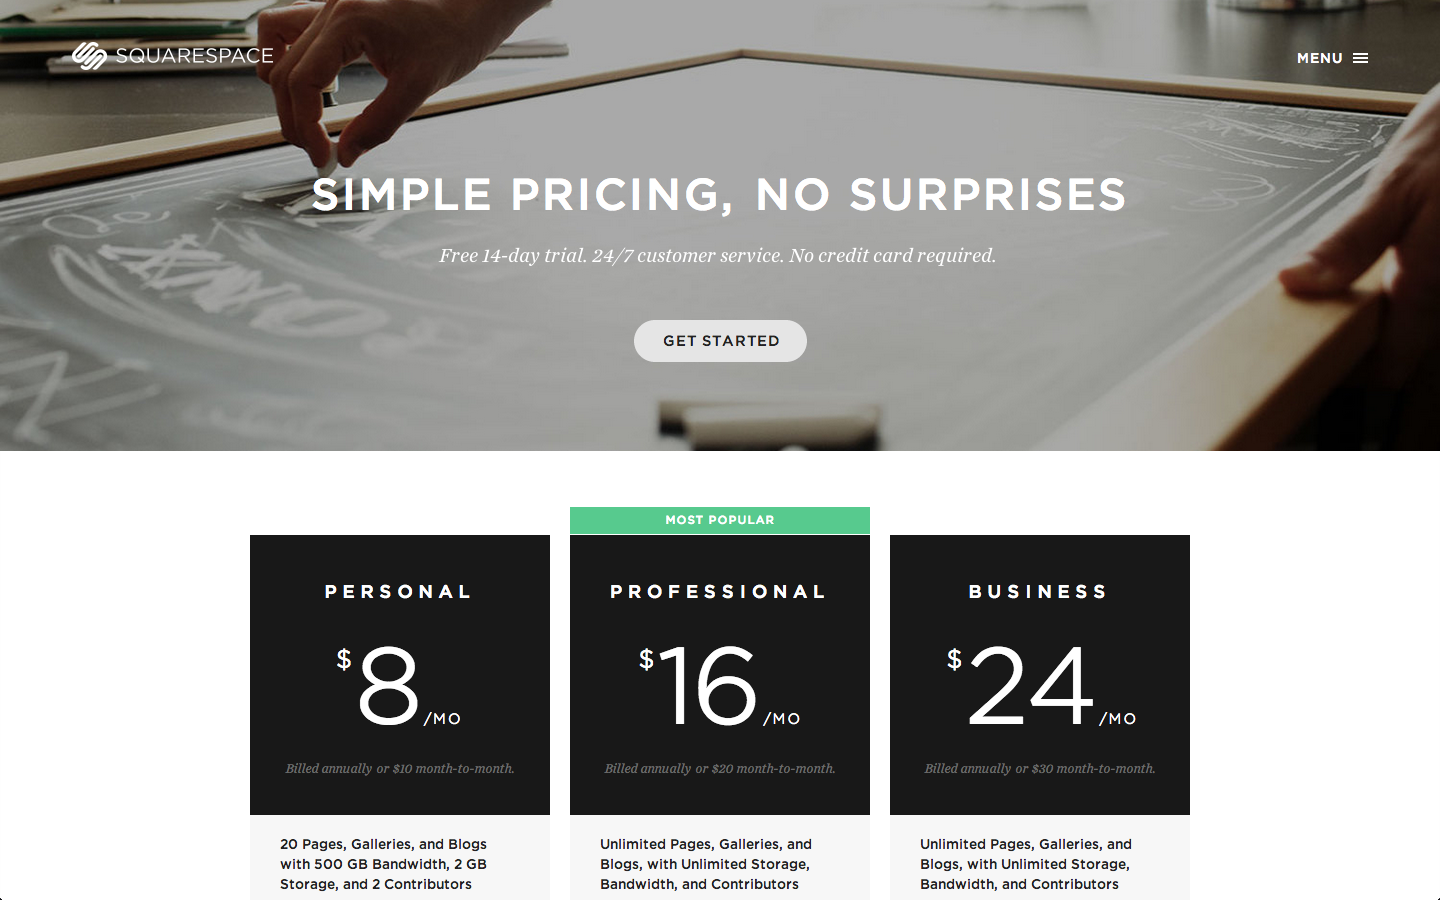 SQUARESPACE
MENU
SIMPLE PRICING, NO SURPRISES
Free 14-day trial. 24/7 customer service. No credit card required.
GET STARTED
MOST POPULAR
PERSONAL
$8/MO
Billed annually or $10 month-to-month.
20 Pages, Galleries, and Blogs
with 500 GB Bandwidth, 2 GB
Storage, and 2 Contributors
PROFESSIONAL
$16/MO
Billed annually or $20 month-to-month.
Unlimited Pages, Galleries, and
Blogs, with Unlimited Storage,
Bandwidth, and Contributors
BUSINESS
$24/MO
Billed annually or $30 month-to-month.
Unlimited Pages, Galleries, and
Blogs, with Unlimited Storage,
Bandwidth, and Contributors